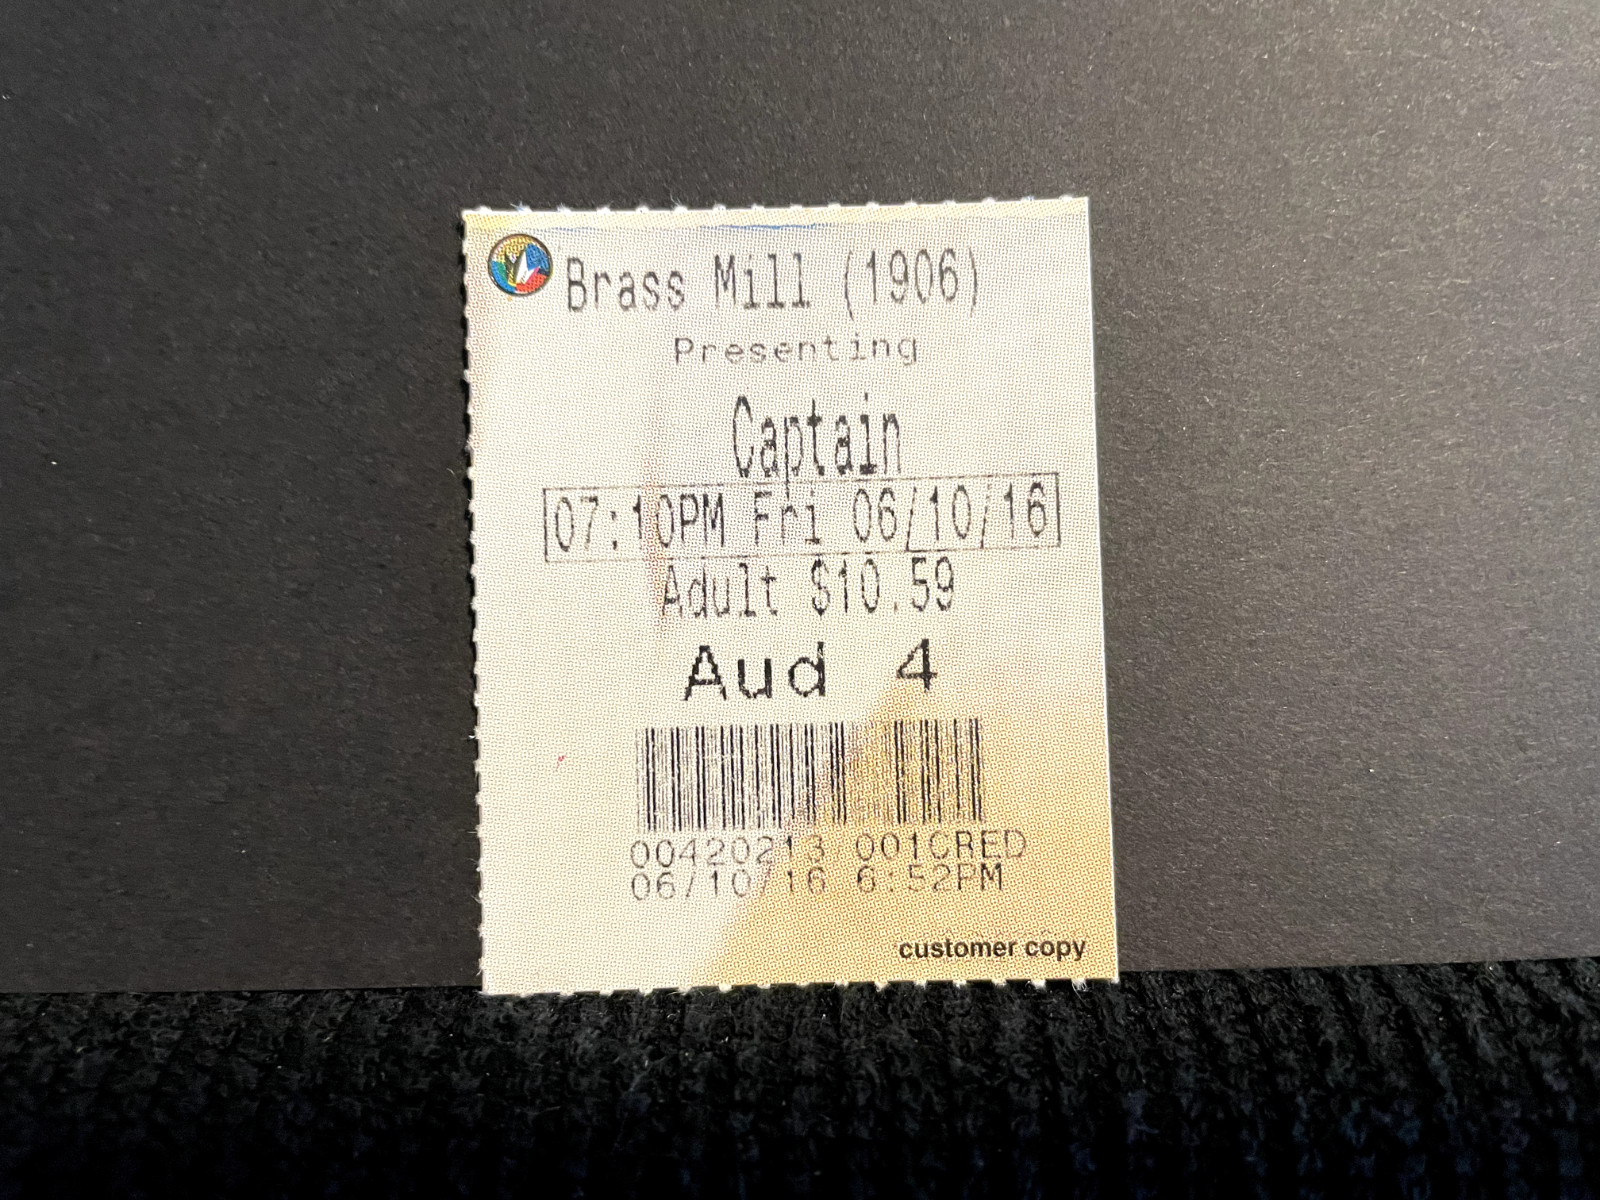 Brass Mill (1906)
Presenting
Captain
07:10PM Fri 06/10/16
Adult $10.59
Aud 4
00420213 001CRED
06/10/16 6:52PM
customer copy